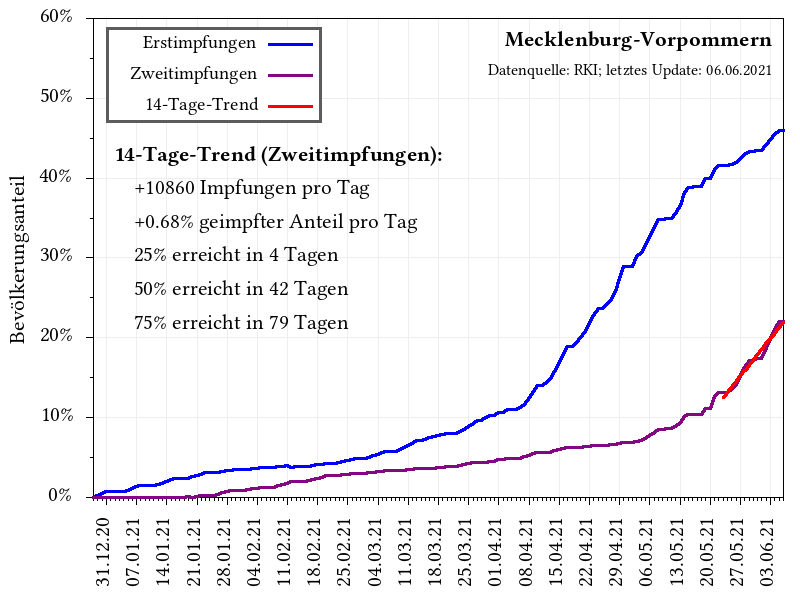 60%
50%
40%
30%
20%
10%
0%
Bevölkerungsanteil
Erstimpfungen
Zweitimpfungen
14-Tage-Trend
Mecklenburg-Vorpommern
Datenquelle: RKI; letztes Update: 06.06.2021
14-Tage-Trend (Zweitimpfungen):
+10860 Impfungen pro Tag
+0.68% geimpfter Anteil pro Tag
25% erreicht in 4 Tagen
50% erreicht in 42 Tagen
75% erreicht in 79 Tagen
31.12.20
07.01.21
14.01.21
21.01.21
28.01.21
04.02.21
11.02.21
18.02.21
25.02.21
04.03.21
11.03.21
18.03.21
25.03.21
01.04.21
08.04.21
15.04.21
22.04.21
29.04.21
06.05.21
13.05.21
20.05.21
27.05.21
03.06.21